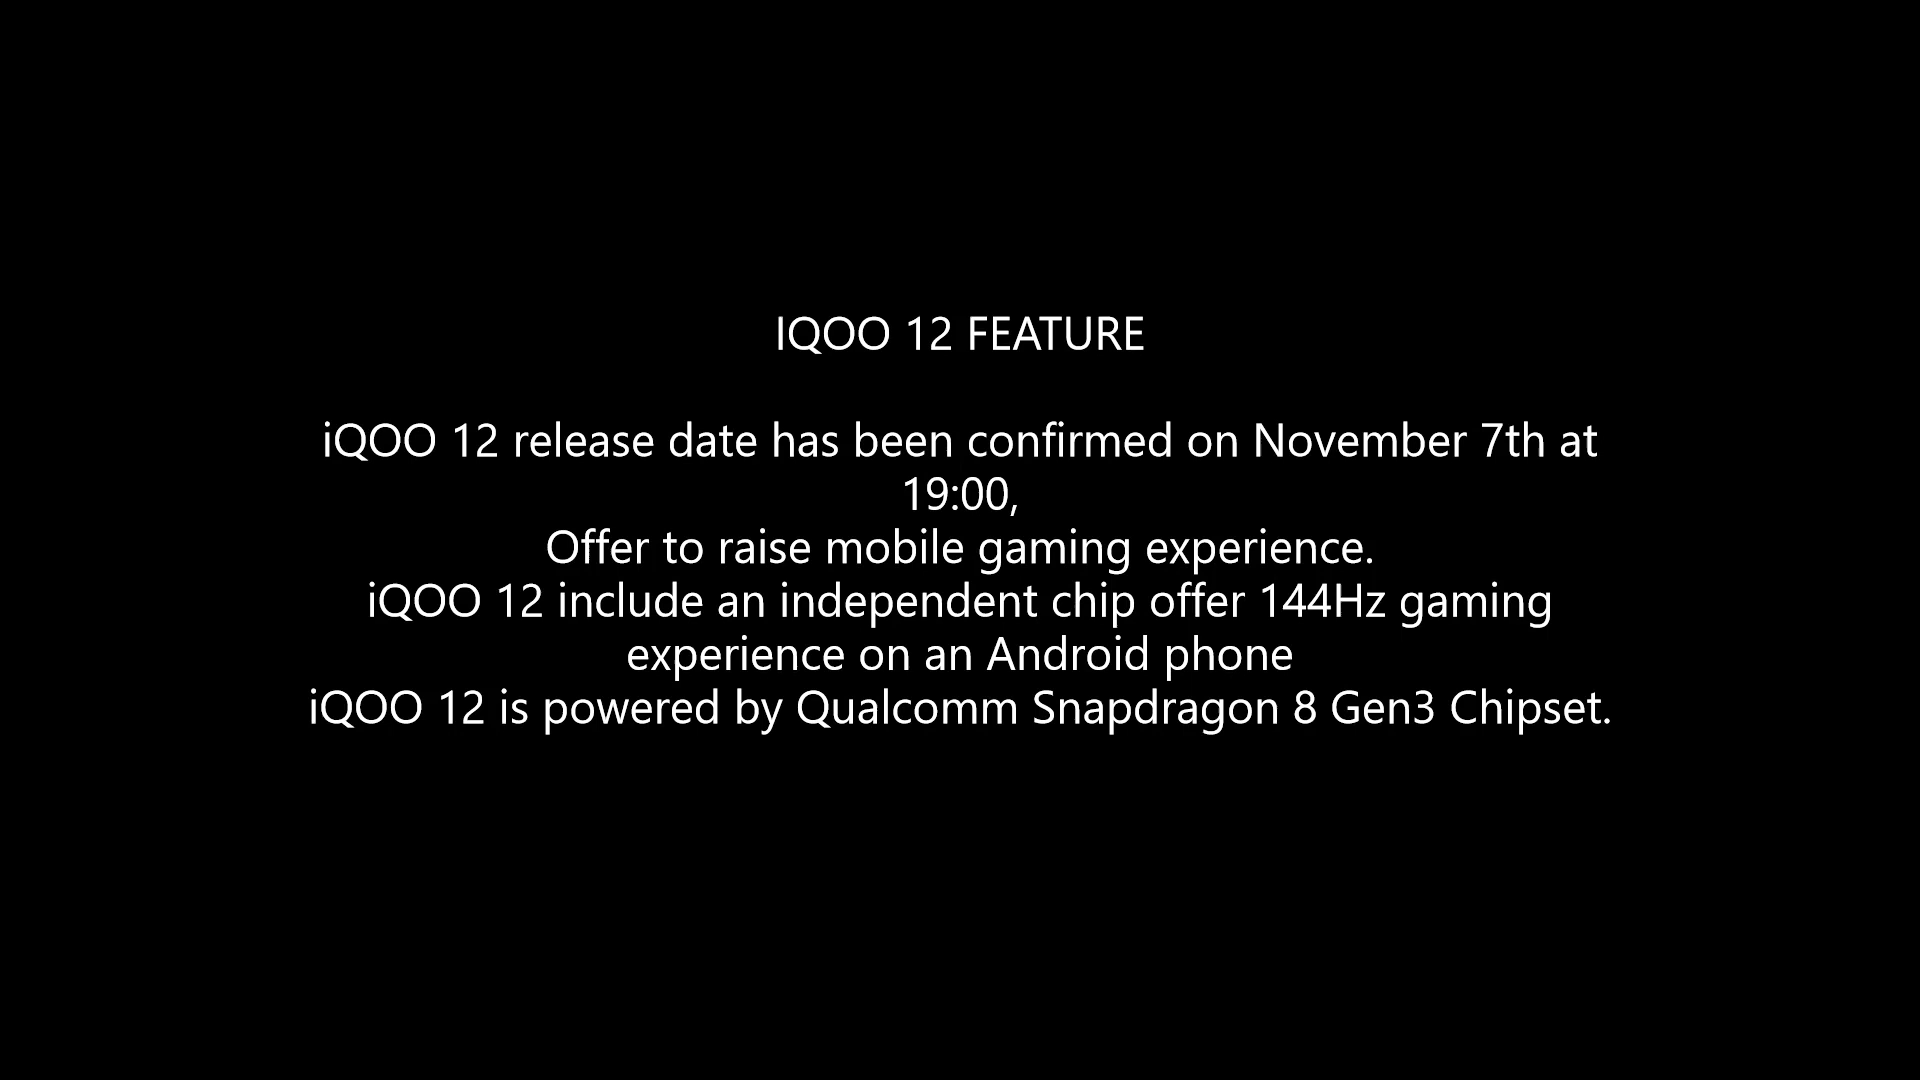 IQOO 12 FEATURE
iQOO 12 release date has been confirmed on November 7th at
19:00,
Offer to raise mobile gaming experience.
iQOO 12 include an independent chip offer 144Hz gaming
experience on an Android phone
iQOO 12 is powered by Qualcomm Snapdragon 8 Gen3 Chipset.